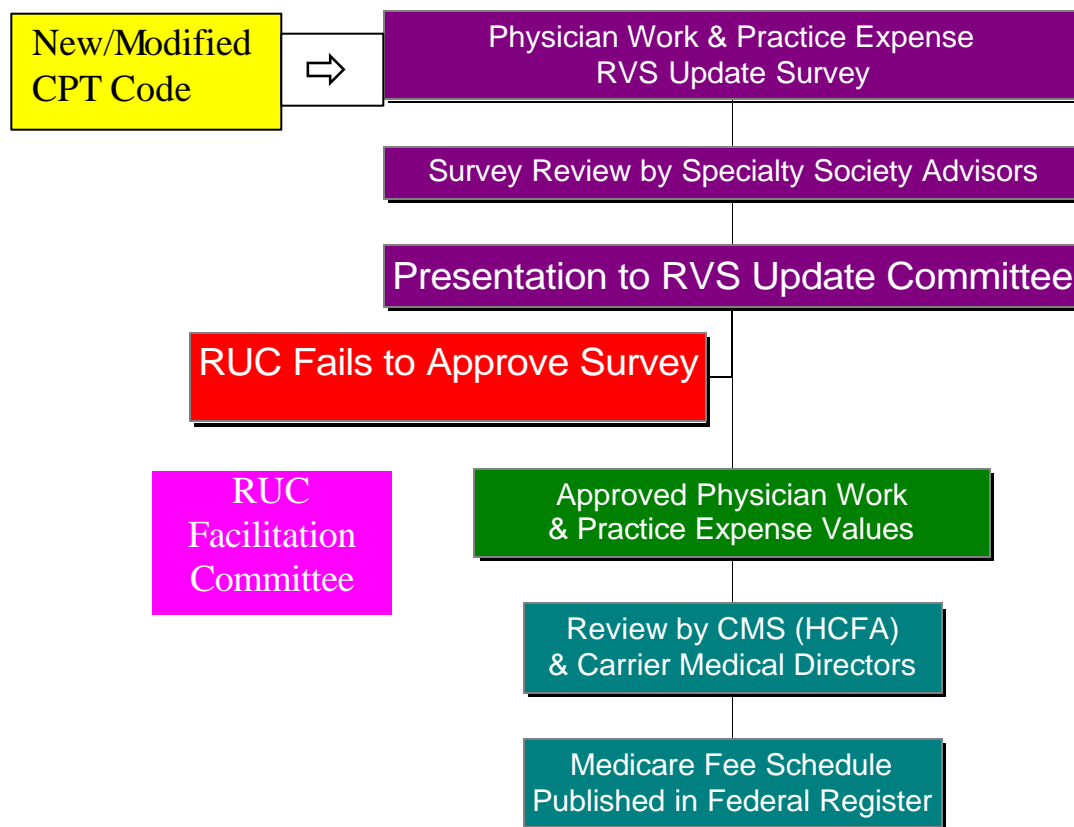 New/Modified
CPT Code
⇨
Physician Work & Practice Expense
RVS Update Survey
Survey Review by Specialty Society Advisors
Presentation to RVS Update Committee
RUC Fails to Approve Survey
RUC
Facilitation
Committee
Approved Physician Work
& Practice Expense Values
Review by CMS (HCFA)
& Carrier Medical Directors
Medicare Fee Schedule
Published in Federal Register